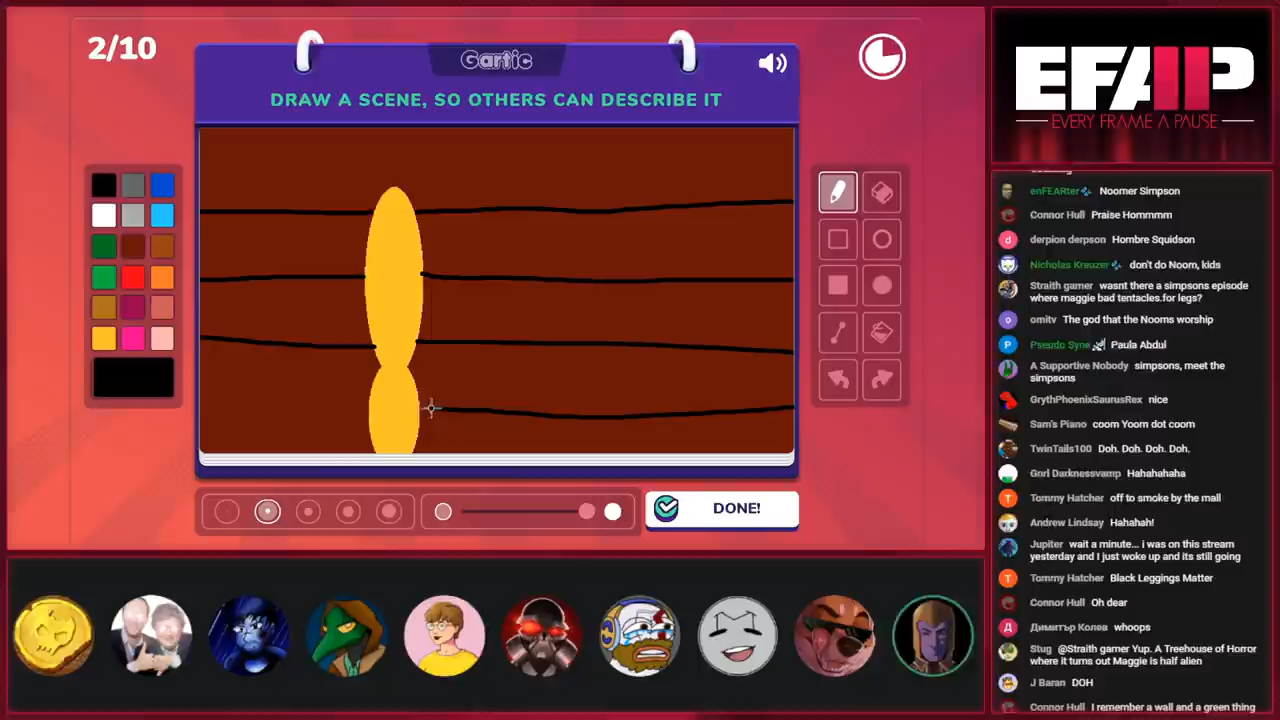 2/10
Gartic
DRAW A SCENE, SO OTHERS CAN DESCRIBE IT
DONE!
EFAP
EVERY FRAME A PAUSE
enFEARter Noomer Simpson
Connor Hull Praise Hommmm
derpion derpson Hombre Squidson
Nicholas Kreuzer don't do Noom, kids
Straith gamer wasnt there a simpsons episode
where maggie bad tentacles.for legs?
omitv The god that the Nooms worship
Pseudo Syne Paula Abdul
A Supportive Nobody simpsons, meet the
simpsons
GrythPhoenixSaurusRex nice
Sam's Piano coom Yoom dot coom
TwinTails100 Doh. Doh. Doh. Doh.
Gnrl Darknessvamp Hahahahaha
Tommy Hatcher off to smoke by the mall
Andrew Lindsay Hahahah!
Jupiter wait a minute... i was on this stream
yesterday and I just woke up and its still going
Tommy Hatcher Black Leggings Matter
Connor Hull Oh dear
Димитър Колев whoops
Stug @Straith gamer Yup. A Treehouse of Horror
where it turns out Maggie is half alien
J Baran DOH
Connor Hull I remember a wall and a green thing